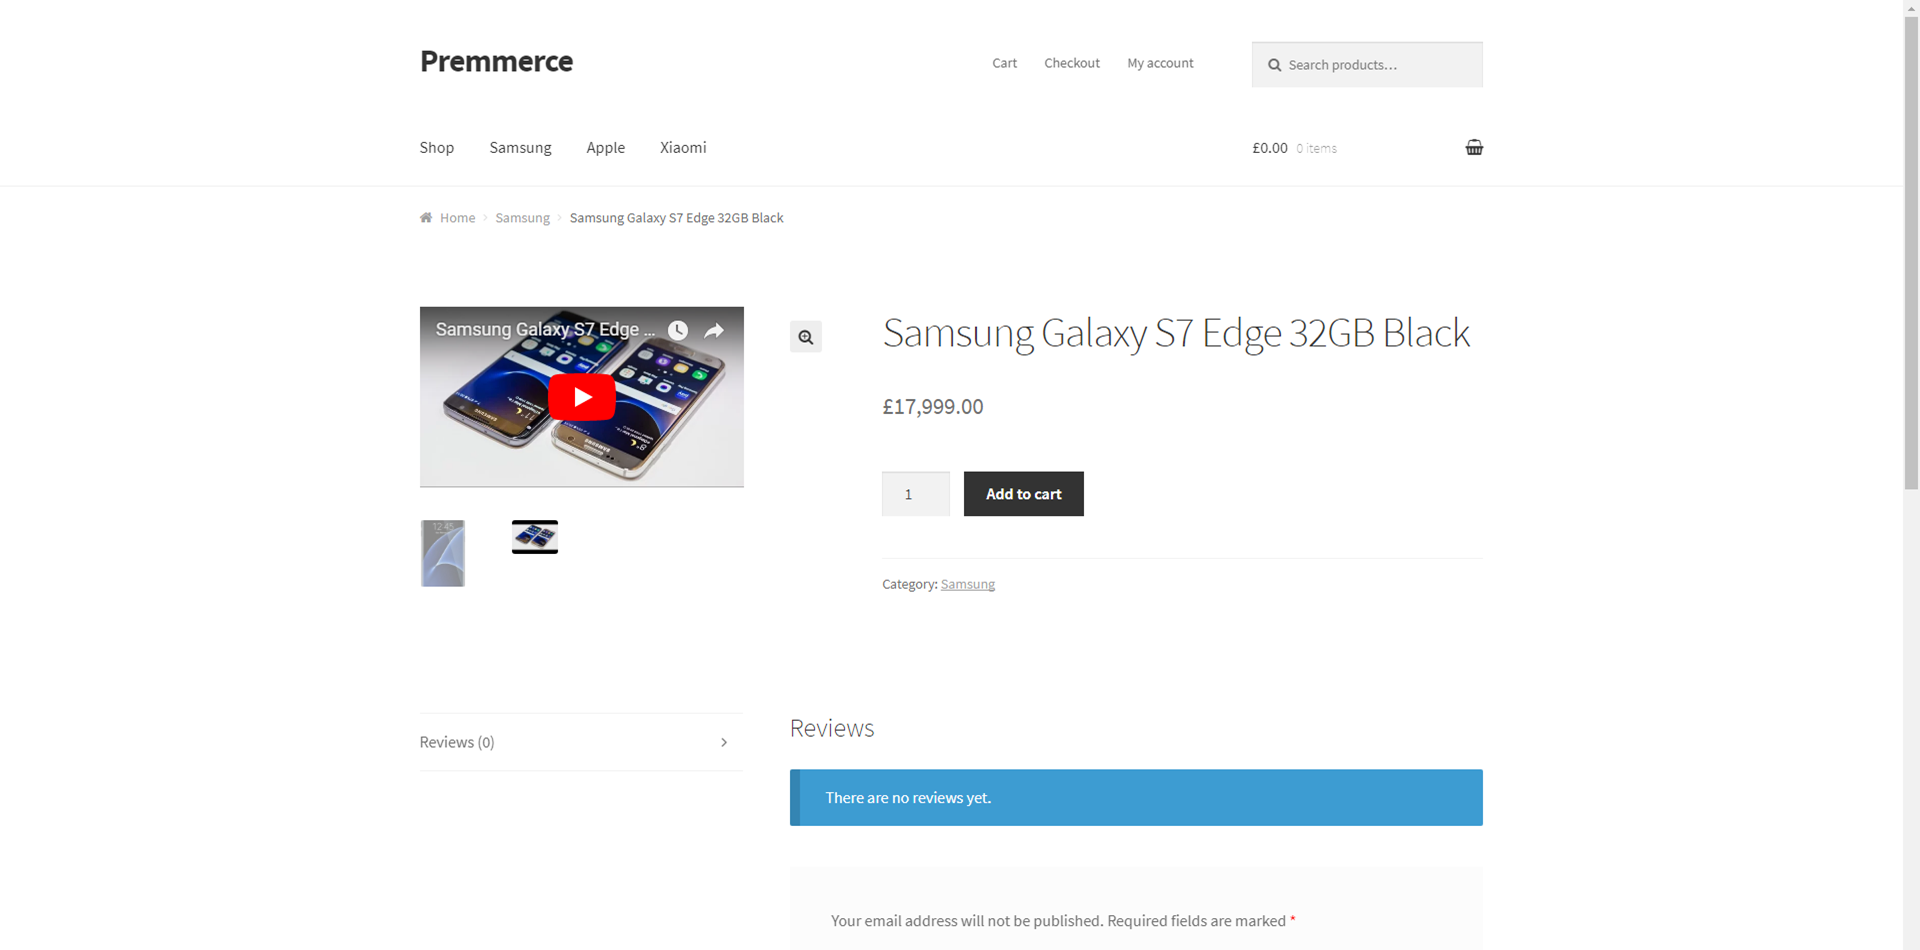 Premmerce
Cart Checkout My account
Search products…
Shop Samsung Apple Xiaomi
£0.00 0 items
Home Samsung Samsung Galaxy S7 Edge 32GB Black
Samsung Galaxy S7 Edge ...
Samsung Galaxy S7 Edge 32GB Black
£17,999.00
1 Add to cart
12 45
Category: Samsung
Reviews (0)
Reviews
There are no reviews yet.
Your email address will not be published. Required fields are marked *